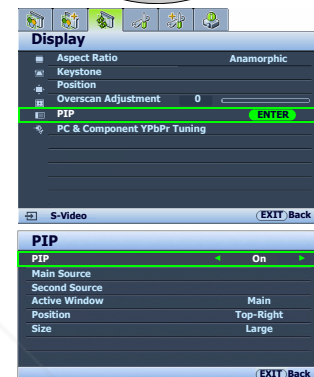 Display
Aspect Ratio Anamorphic
Keystone
Position
Overscan Adjustment 0
PIP ENTER
PC & Component YPbPr Tuning
S-Video EXIT Back
PIP
PIP On
Main Source
Second Source
Active Window Main
Position Top-Right
Size Large
EXIT Back